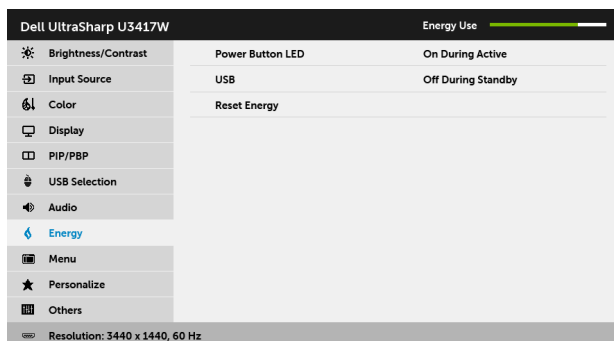 Dell UltraSharp U3417W Energy Use
Brightness/Contrast Power Button LED On During Active
Input Source USB Off During Standby
Color Reset Energy
Display
PIP/PBP
USB Selection
Audio
Energy
Menu
Personalize
Others
Resolution: 3440 x 1440, 60 Hz